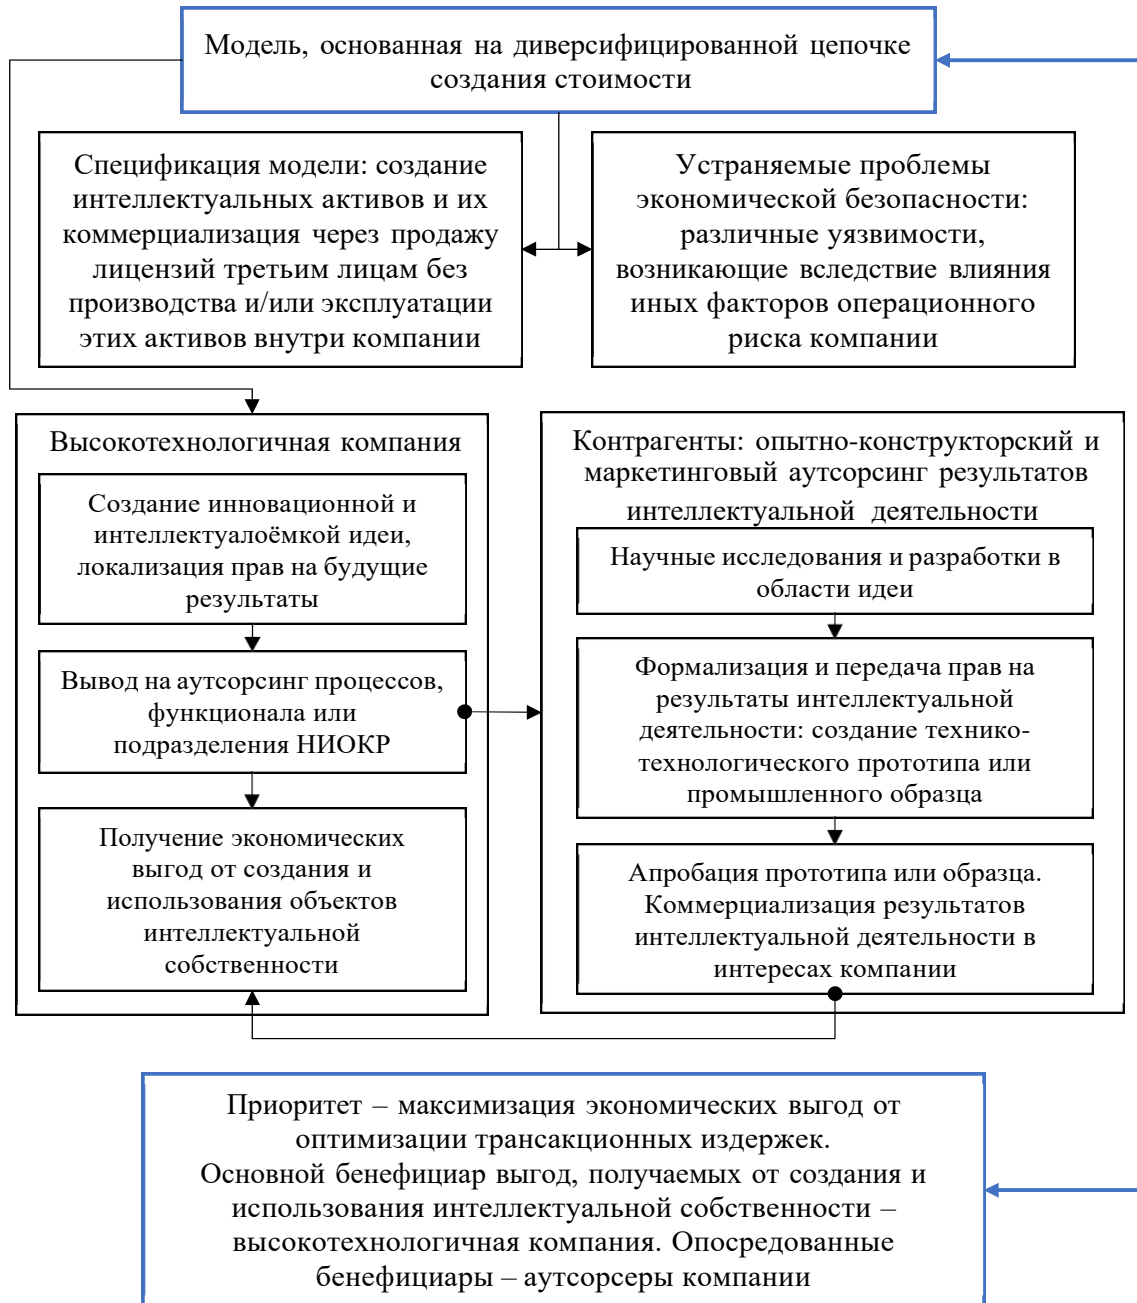 Модель, основанная на диверсифицированной цепочке
создания стоимости
Спецификация модели: создание
интеллектуальных активов и их
коммерциализация через продажу
лицензий третьим лицам без
производства и/или эксплуатации
этих активов внутри компании
Устраняемые проблемы
экономической безопасности:
различные уязвимости,
возникающие вследствие влияния
иных факторов операционного
риска компании
Высокотехнологичная компания
Создание инновационной и
интеллектуалоёмкой идеи,
локализация прав на будущие
результаты
Вывод на аутсорсинг процессов,
функционала или
подразделения НИОКР
Получение экономических
выгод от создания и
использования объектов
интеллектуальной
собственности
Контрагенты: опытно-конструкторский и
маркетинговый аутсорсинг результатов
интеллектуальной деятельности
Научные исследования и разработки в
области идеи
Формализация и передача прав на
результаты интеллектуальной
деятельности: создание технико-
технологического прототипа или
промышленного образца
Апробация прототипа или образца.
Коммерциализация результатов
интеллектуальной деятельности в
интересах компании
Приоритет – максимизация экономических выгод от
оптимизации трансакционных издержек.
Основной бенефициар выгод, получаемых от создания и
использования интеллектуальной собственности –
высокотехнологичная компания. Опосредованные
бенефициары – аутсорсеры компании